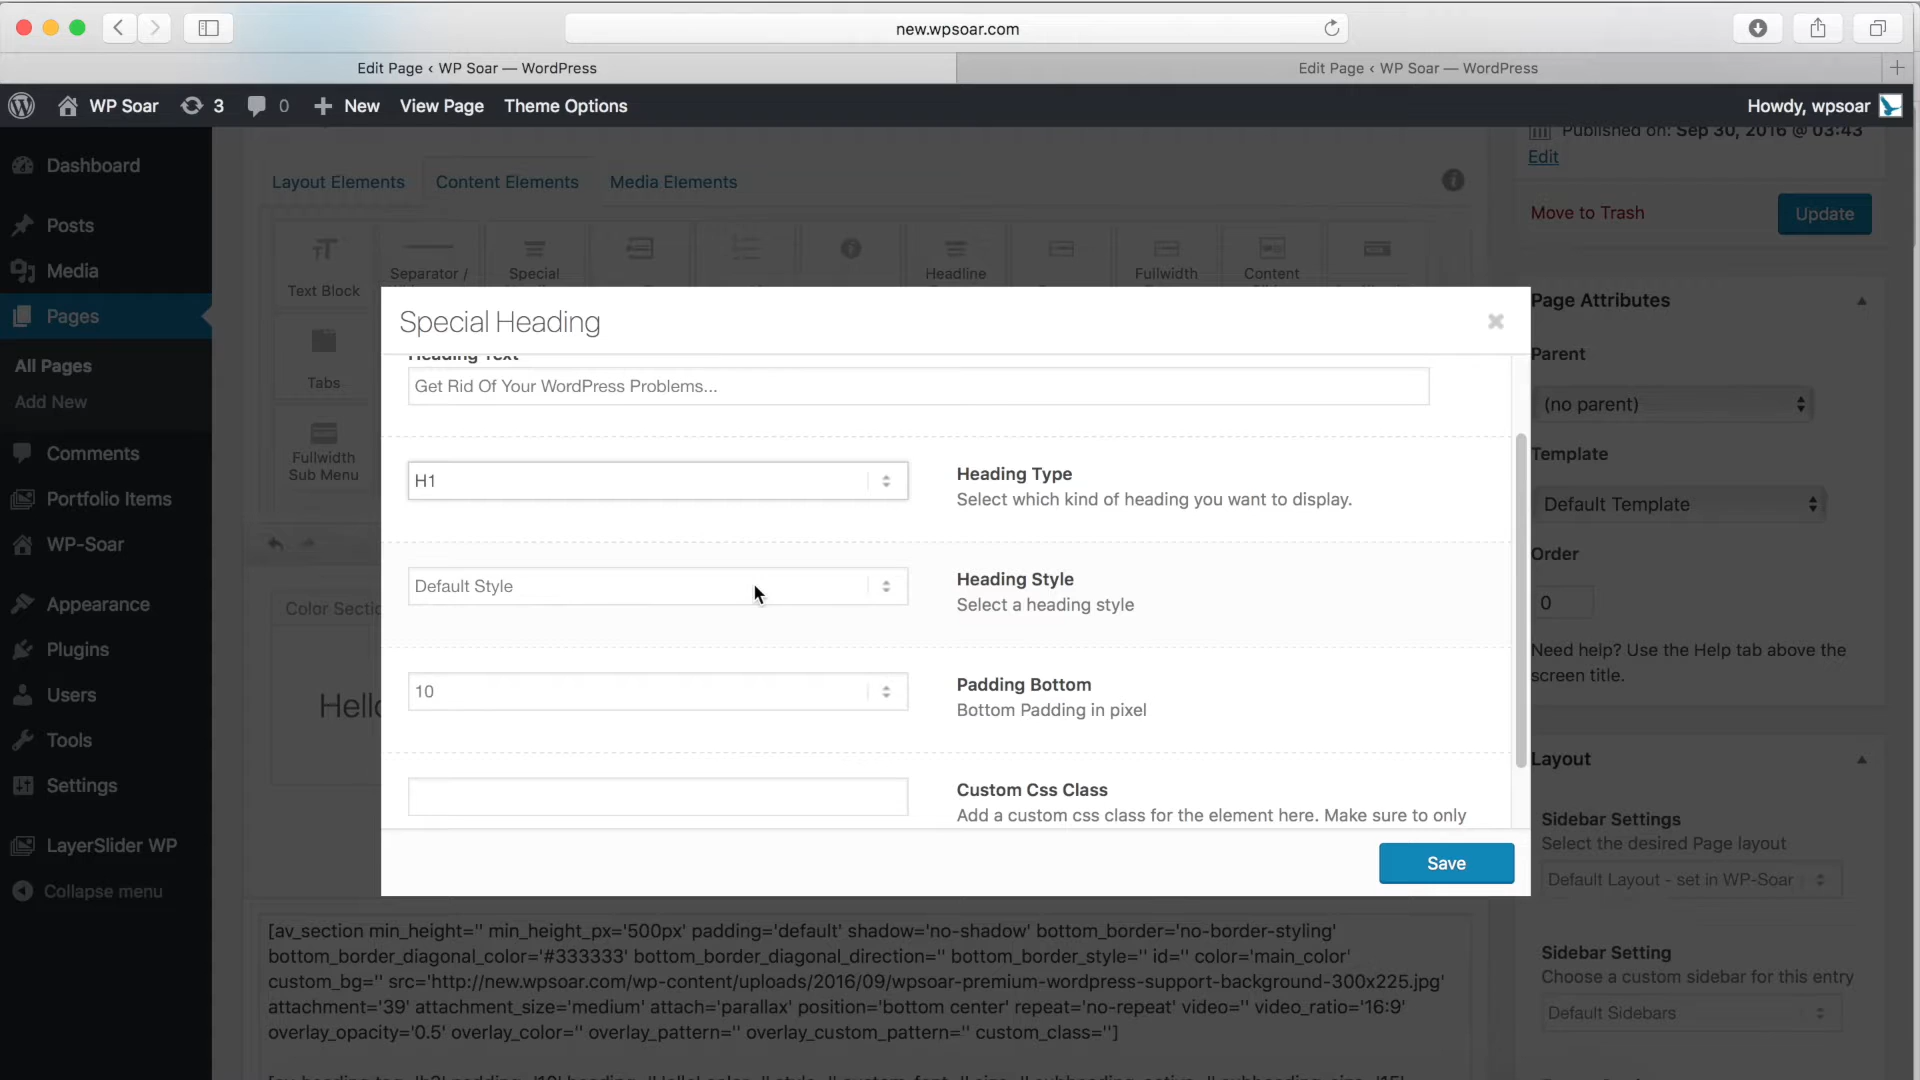 new.wpsoar.com
Edit Page ‹ WP Soar — WordPress
Edit Page ‹ WP Soar — WordPress
WP Soar 3 0 New View Page Theme Options
Howdy, wpsoar
Dashboard
Posts
Media
Pages
All Pages
Add New
Comments
Portfolio Items
WP-Soar
Appearance
Plugins
Users
Tools
Settings
LayerSlider WP
Collapse menu
Layout Elements Content Elements Media Elements
Text Block
Separator /
Special
Headline
Fullwidth
Content
Tabs
Fullwidth
Sub Menu
Color Sectio
Hello
Special Heading
Heading Text
Get Rid Of Your WordPress Problems...
H1
Heading Type
Select which kind of heading you want to display.
Default Style
Heading Style
Select a heading style
10
Padding Bottom
Bottom Padding in pixel
Custom Css Class
Add a custom css class for the element here. Make sure to only
Save
[av_section min_height='' min_height_px='500px' padding='default' shadow='no-shadow' bottom_border='no-border-styling'
bottom_border_diagonal_color='#333333' bottom_border_diagonal_direction='' bottom_border_style='' id='' color='main_color'
custom_bg='' src='http://new.wpsoar.com/wp-content/uploads/2016/09/wpsoar-premium-wordpress-support-background-300x225.jpg'
attachment='39' attachment_size='medium' attach='parallax' position='bottom center' repeat='no-repeat' video='' video_ratio='16:9'
overlay_opacity='0.5' overlay_color='' overlay_pattern='' overlay_custom_pattern='' custom_class='']
Published on: Sep 30, 2016 @ 03:43
Edit
Move to Trash
Update
Page Attributes
Parent
(no parent)
Template
Default Template
Order
0
Need help? Use the Help tab above the
screen title.
Layout
Sidebar Settings
Select the desired Page layout
Default Layout - set in WP-Soar
Sidebar Setting
Choose a custom sidebar for this entry
Default Sidebars